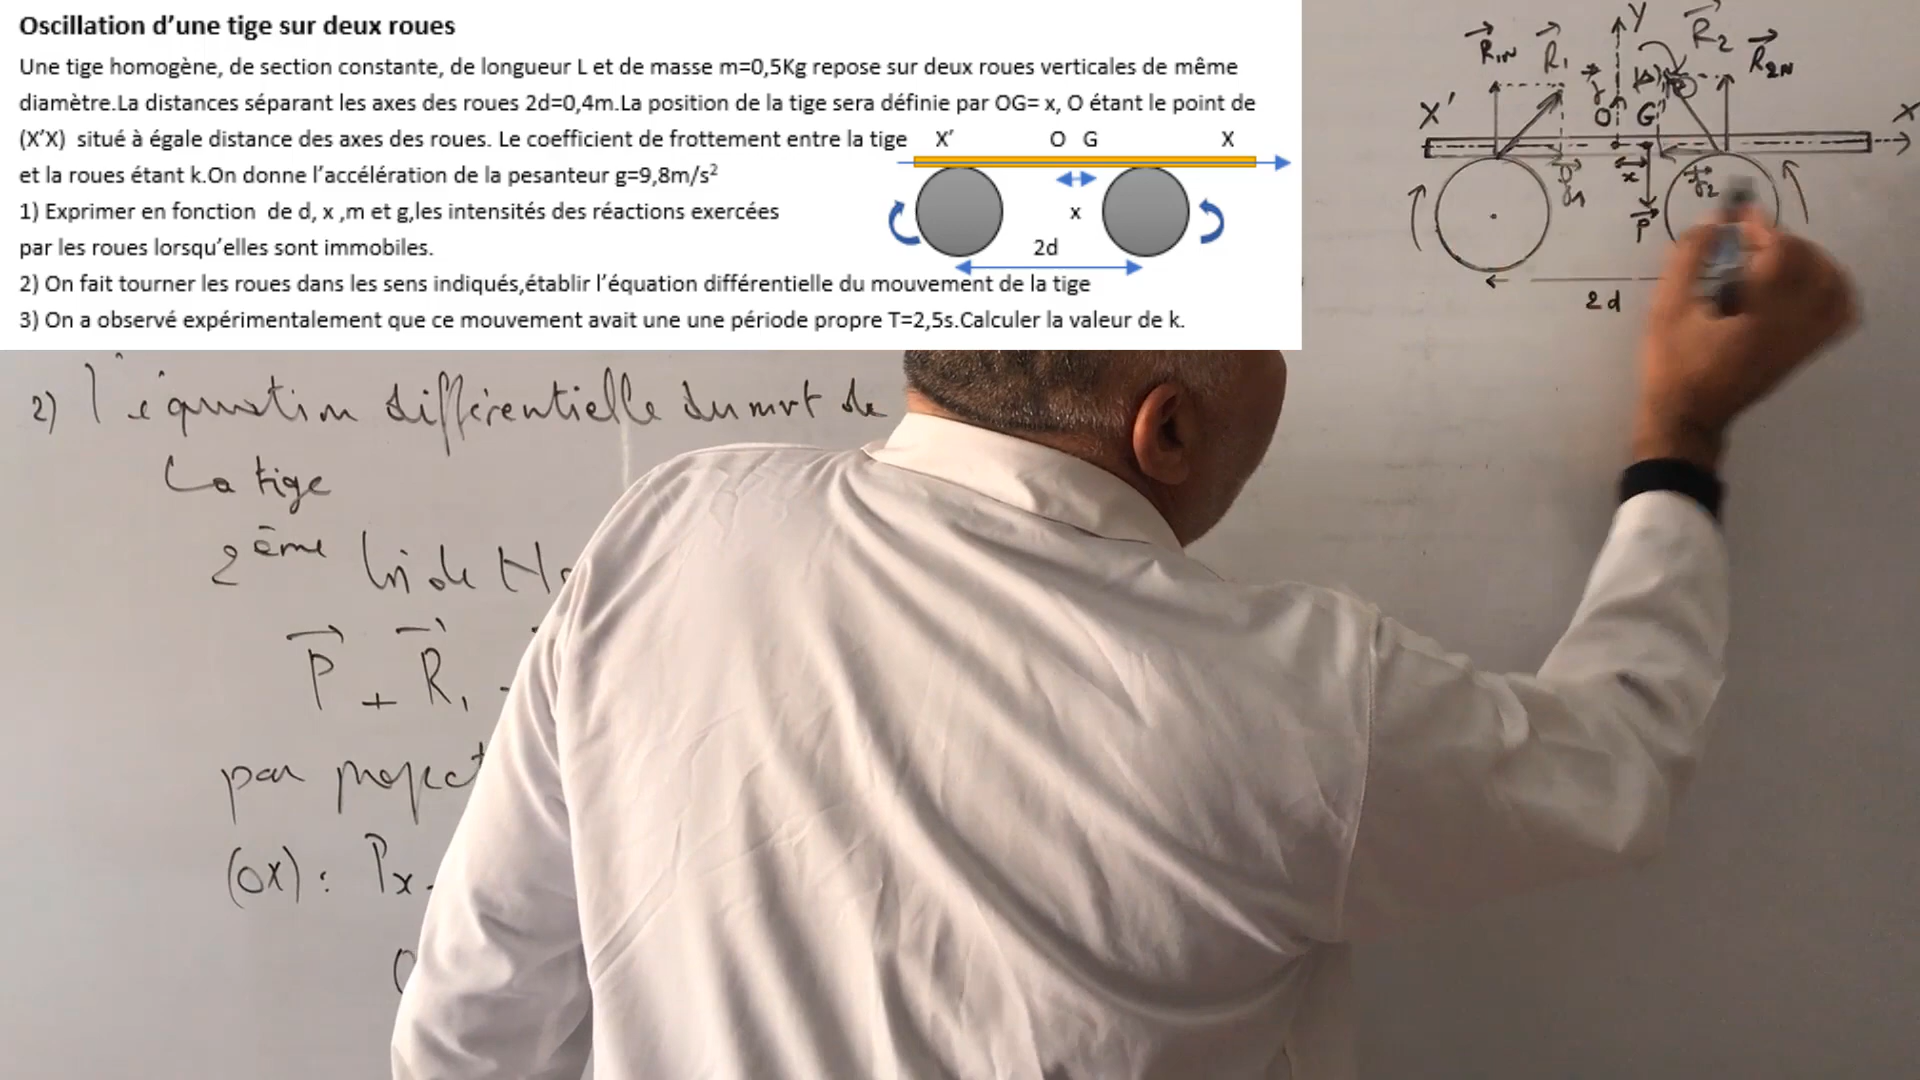 Oscillation d’une tige sur deux roues
Une tige homogène, de section constante, de longueur L et de masse m=0,5Kg repose sur deux roues verticales de même
diamètre.La distances séparant les axes des roues 2d=0,4m.La position de la tige sera définie par OG= x, O étant le point de
(X’X) situé à égale distance des axes des roues. Le coefficient de frottement entre la tige
et la roues étant k.On donne l’accélération de la pesanteur g=9,8m/s²
1) Exprimer en fonction de d, x ,m et g,les intensités des réactions exercées
par les roues lorsqu’elles sont immobiles.
2) On fait tourner les roues dans les sens indiqués,établir l’équation différentielle du mouvement de la tige
3) On a observé expérimentalement que ce mouvement avait une une période propre T=2,5s.Calculer la valeur de k.
X’ O G X
x
2d
Y
R₁N R₁ R₂ R₂N
X' O G X
x
P
2d
2) l'équation différentielle du mvt de
la tige
2ème loi de
P + R₁
par
(OX) : Px